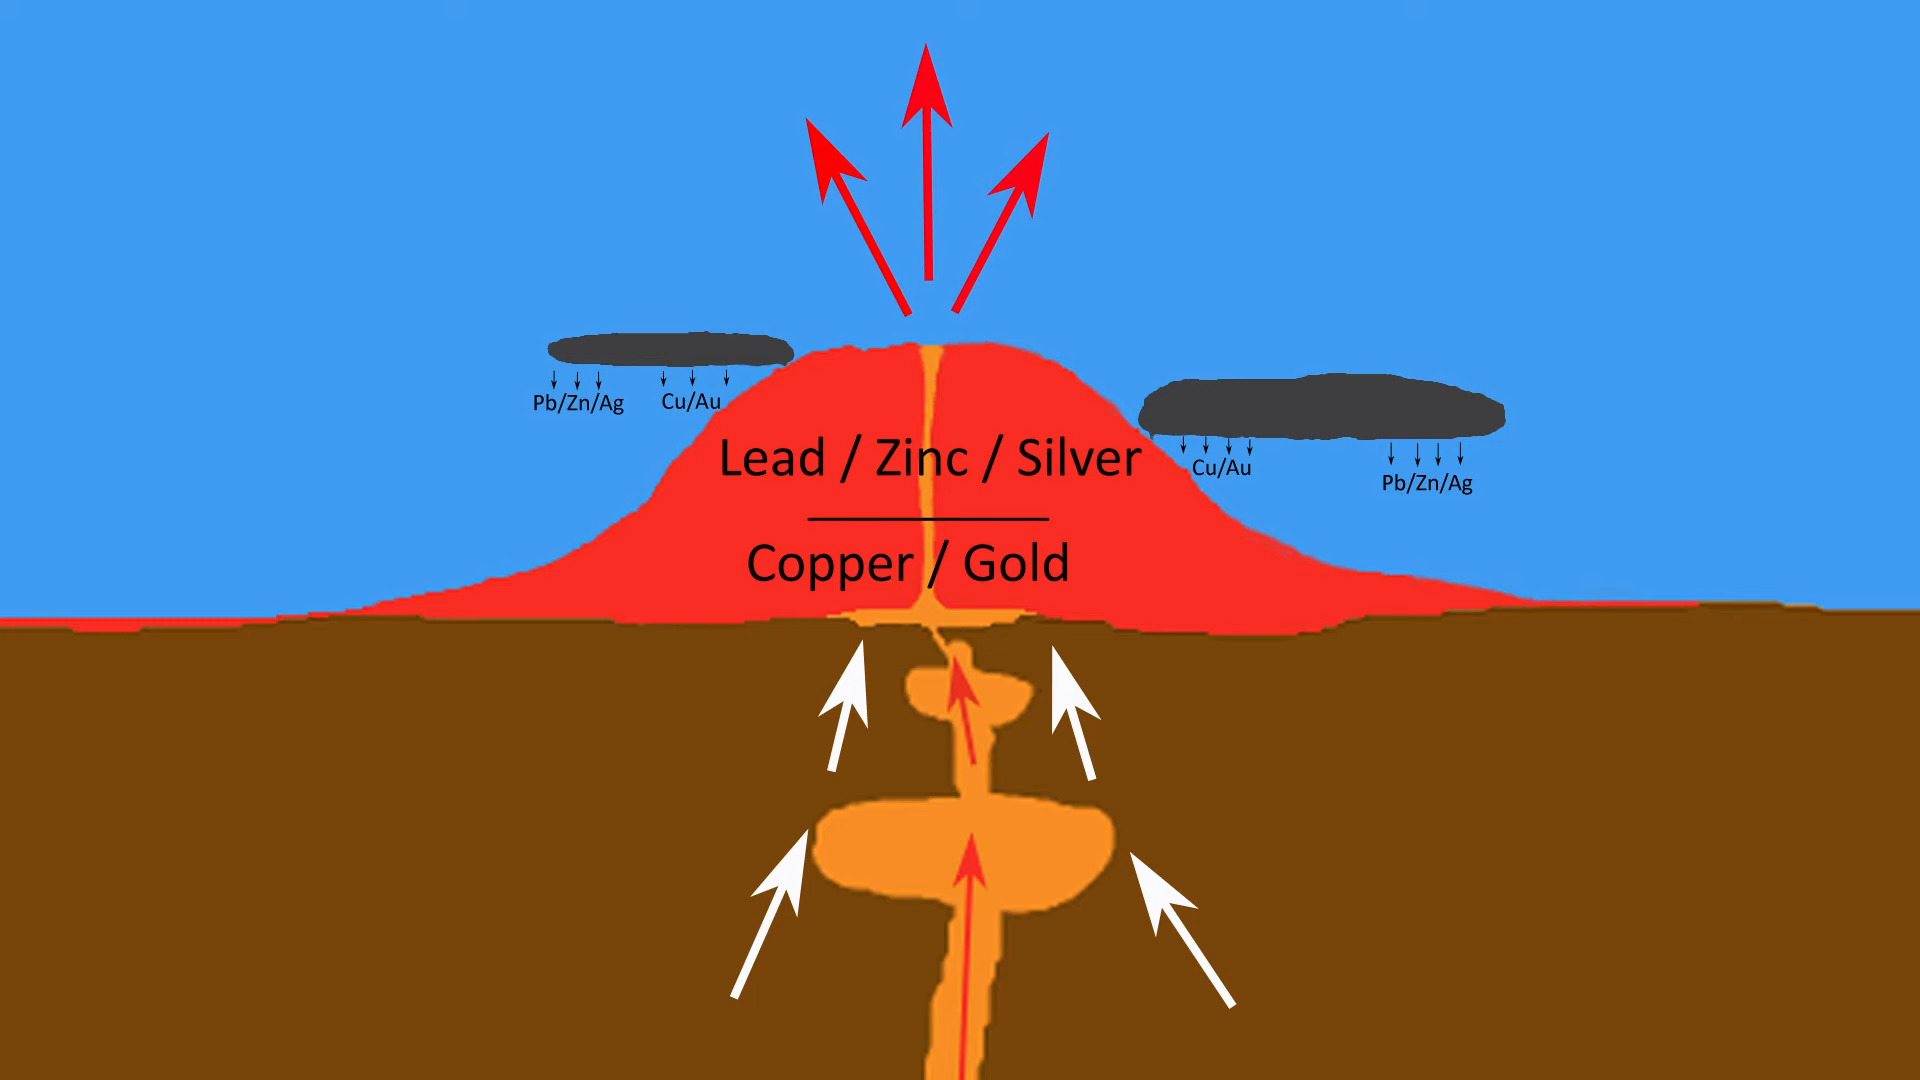 Pb/Zn/Ag
Cu/Au
Lead / Zinc / Silver
Cu/Au
Pb/Zn/Ag
Copper / Gold